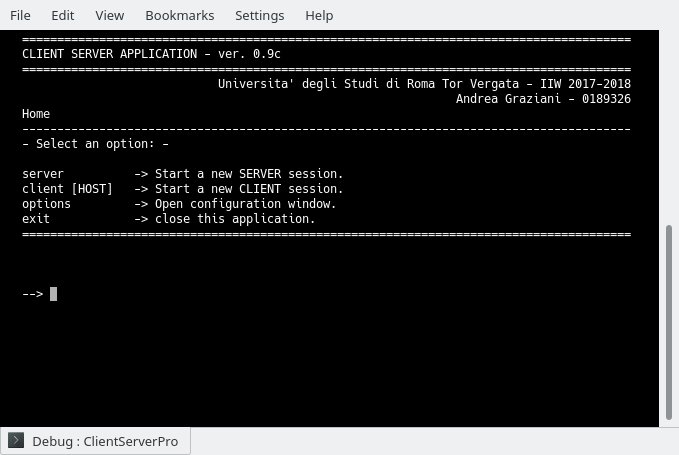 File Edit View Bookmarks Settings Help
=======================================================================================
CLIENT SERVER APPLICATION - ver. 0.9c
=======================================================================================
Universita' degli Studi di Roma Tor Vergata - IIW 2017-2018
Andrea Graziani - 0189326
Home
---------------------------------------------------------------------------------------
- Select an option: -
server -> Start a new SERVER session.
client [HOST] -> Start a new CLIENT session.
options -> Open configuration window.
exit -> close this application.
=======================================================================================
-->
Debug : ClientServerPro